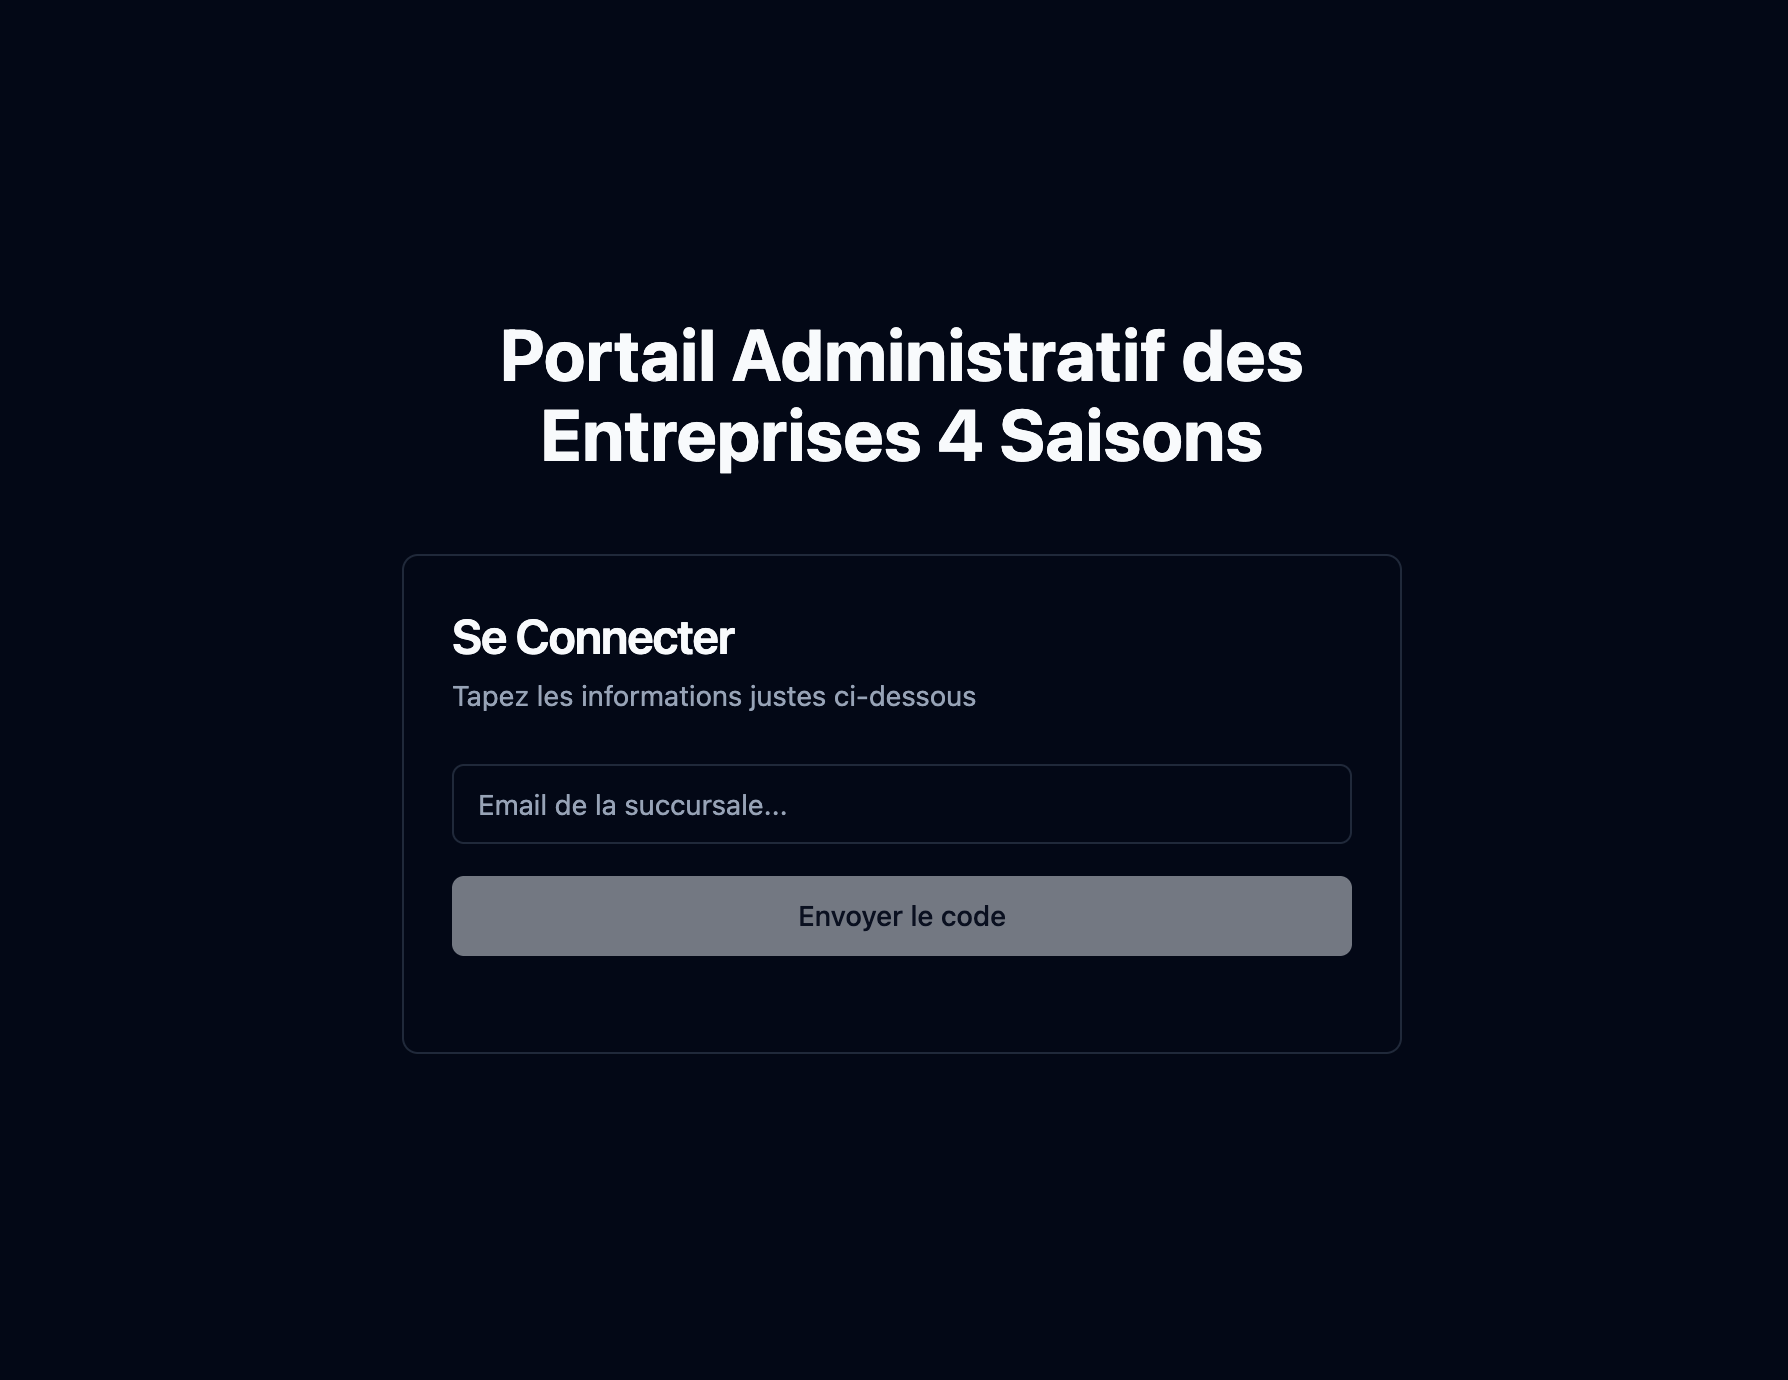 Portail Administratif des
Entreprises 4 Saisons
Se Connecter
Tapez les informations justes ci-dessous
Email de la succursale...
Envoyer le code